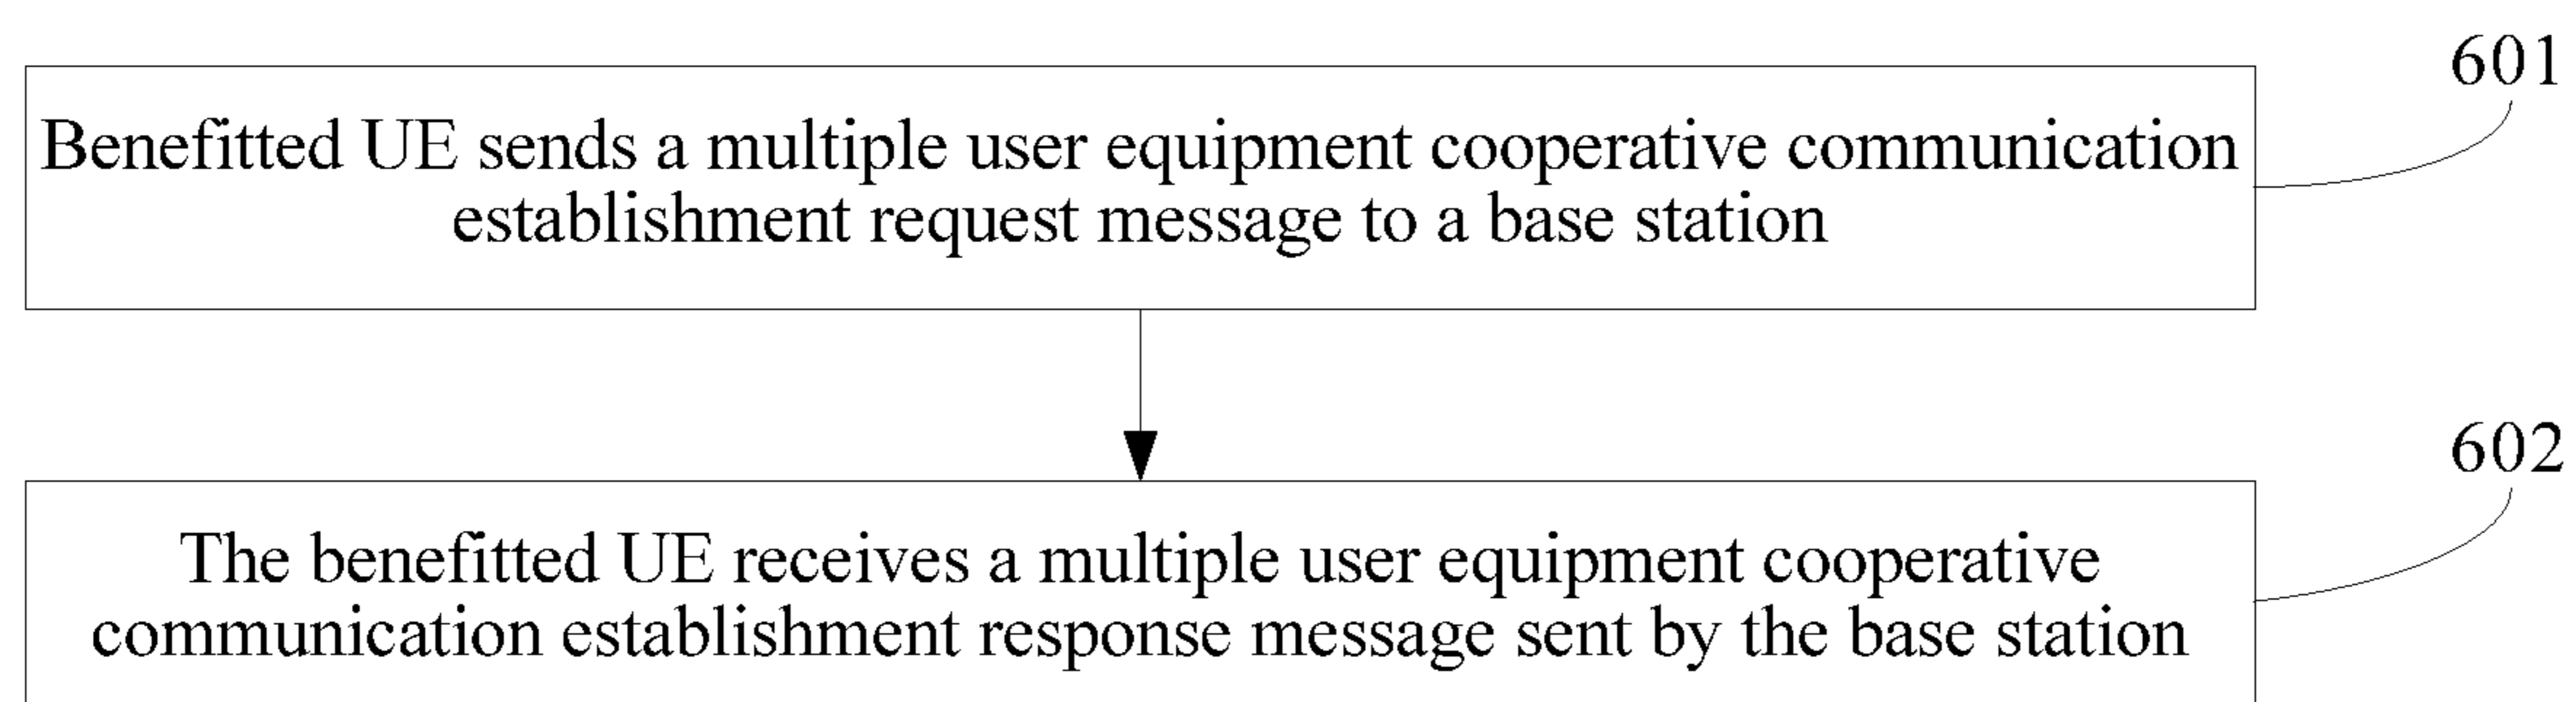 601
Benefitted UE sends a multiple user equipment cooperative communication
establishment request message to a base station
602
The benefitted UE receives a multiple user equipment cooperative
communication establishment response message sent by the base station